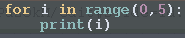 for i in range(0,5):
    print(i)